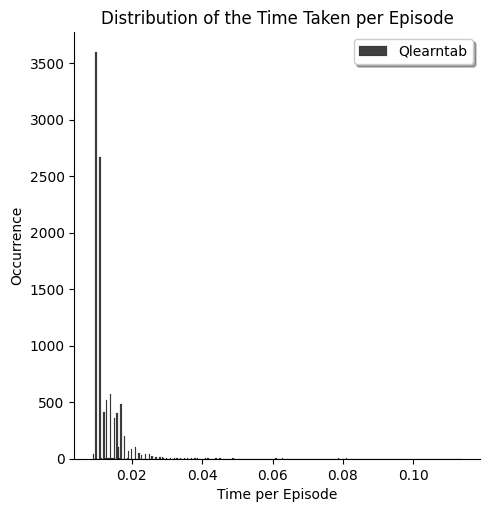 Distribution of the Time Taken per Episode
Qlearntab
3500
3000
2500
2000
1500
1000
500
0
Occurrence
0.02 0.04 0.06 0.08 0.10
Time per Episode